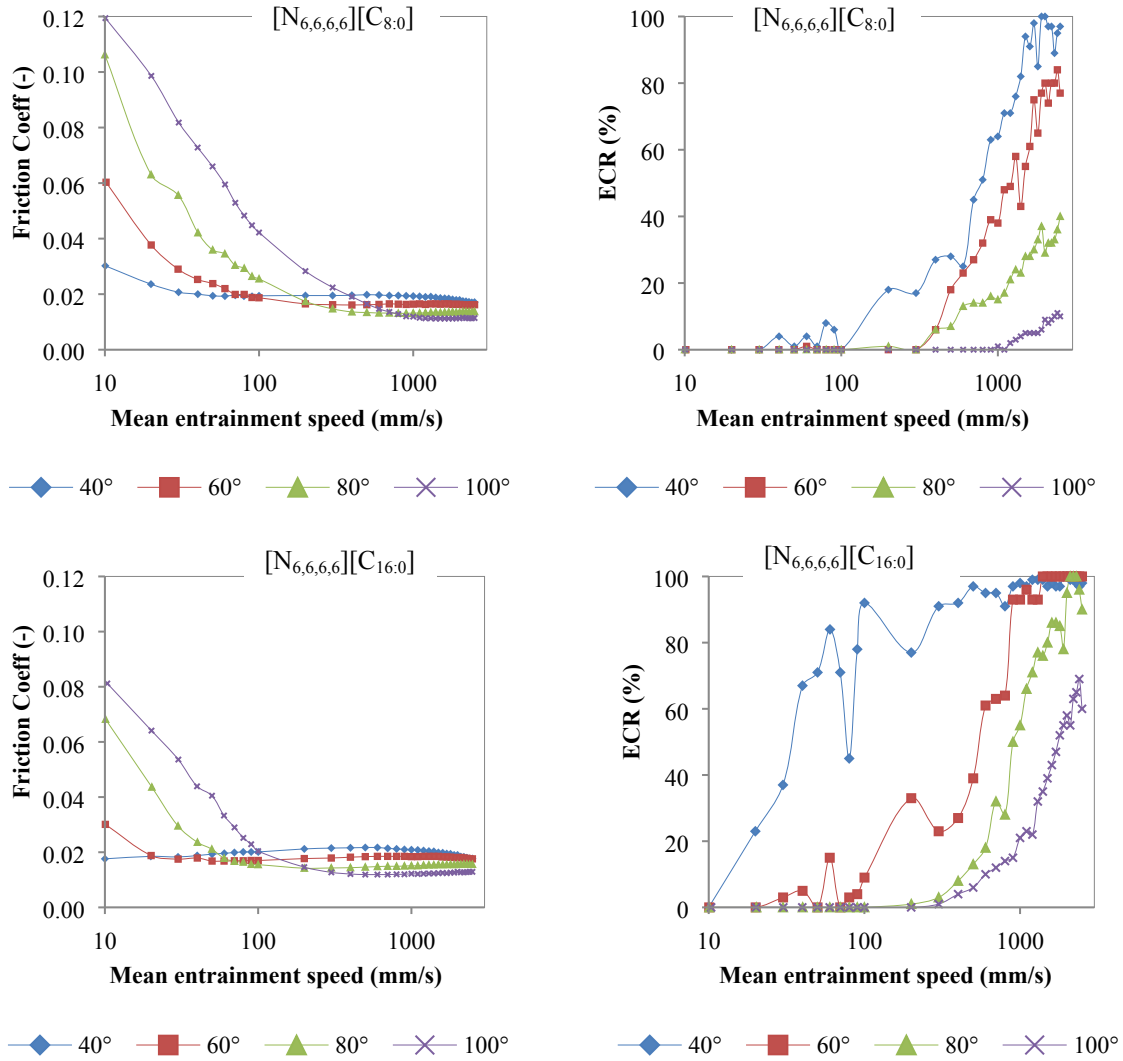 [N6,6,6,6][C8:0]
0.12
0.10
0.08
0.06
0.04
0.02
0.00
Friction Coeff (-)
10 100 1000
Mean entrainment speed (mm/s)
40° 60° 80° 100°
[N6,6,6,6][C8:0]
100
80
60
40
20
0
ECR (%)
10 100 1000
Mean entrainment speed (mm/s)
40° 60° 80° 100°
[N6,6,6,6][C16:0]
0.12
0.10
0.08
0.06
0.04
0.02
0.00
Friction Coeff (-)
10 100 1000
Mean entrainment speed (mm/s)
40° 60° 80° 100°
[N6,6,6,6][C16:0]
100
80
60
40
20
0
ECR (%)
10 100 1000
Mean entrainment speed (mm/s)
40° 60° 80° 100°